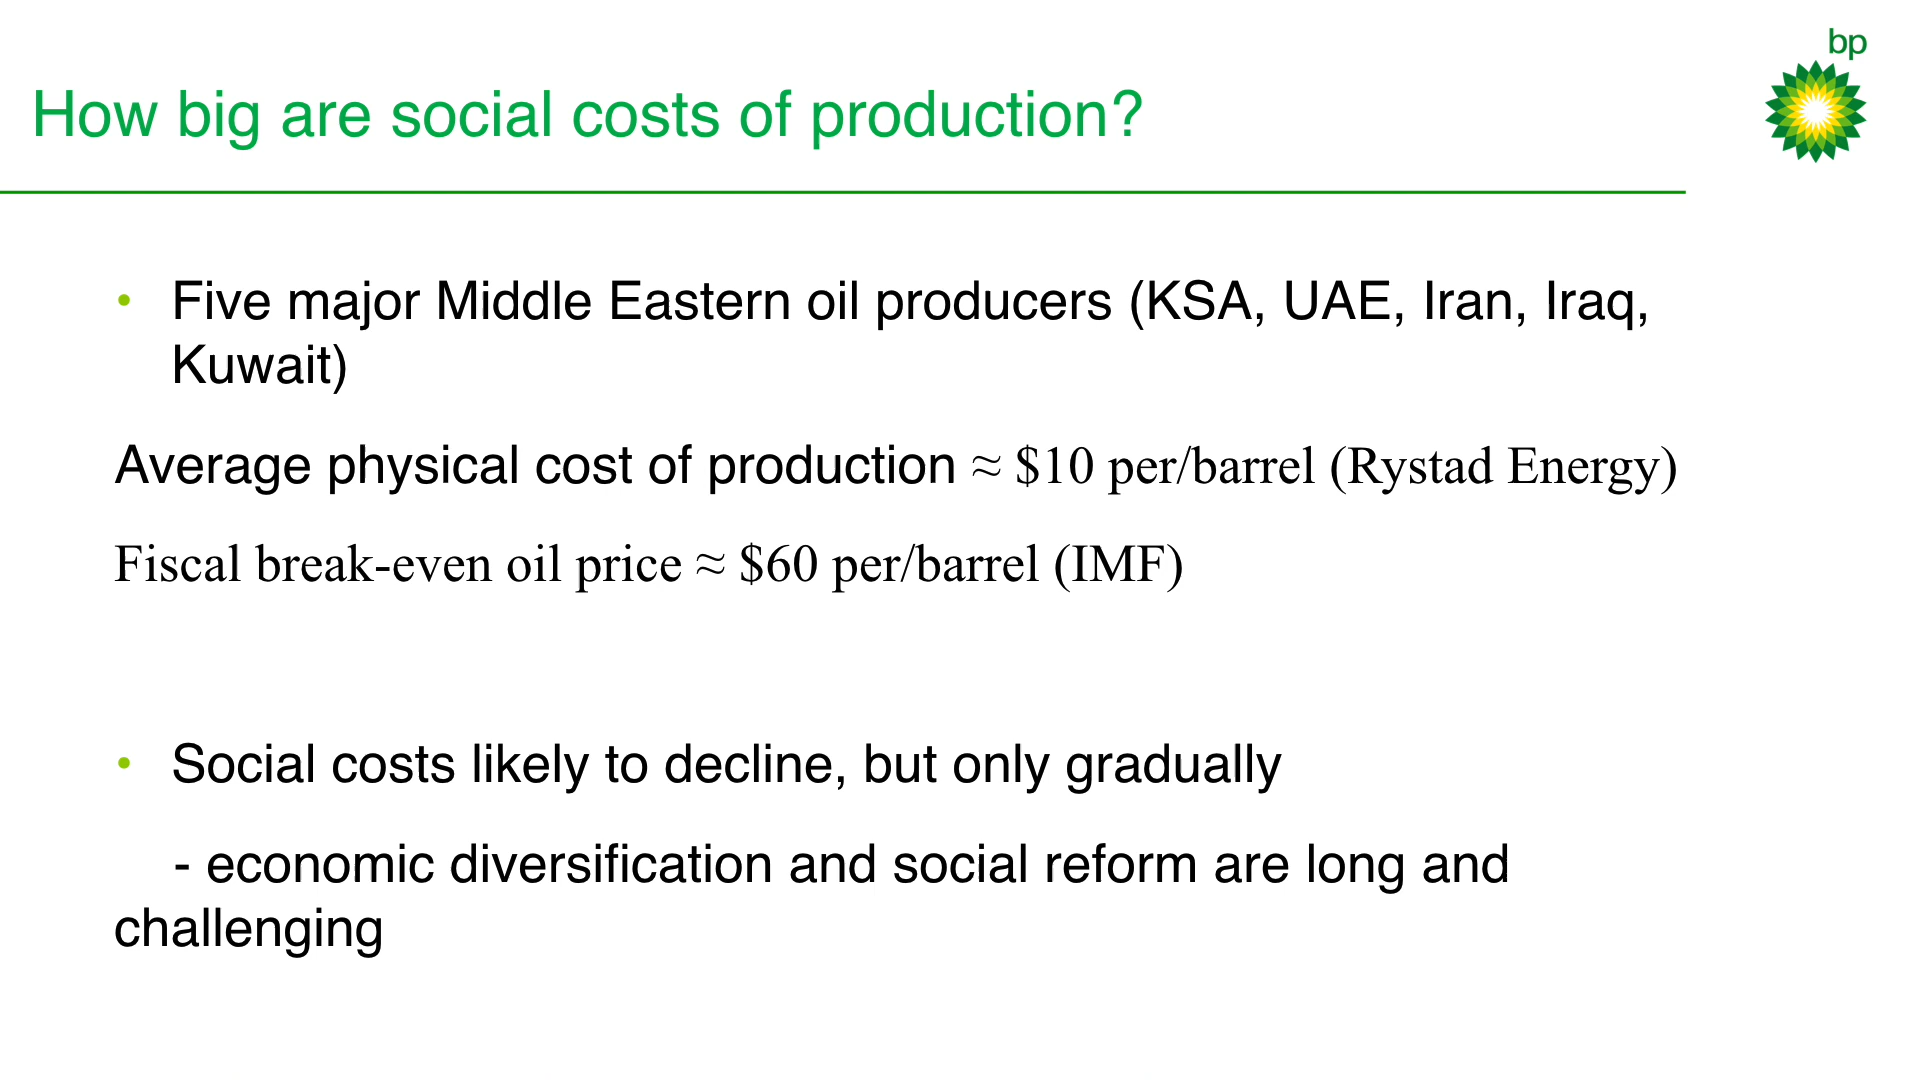 bp
How big are social costs of production?
• Five major Middle Eastern oil producers (KSA, UAE, Iran, Iraq,
Kuwait)
Average physical cost of production ≈ $10 per/barrel (Rystad Energy)
Fiscal break-even oil price ≈ $60 per/barrel (IMF)
• Social costs likely to decline, but only gradually
- economic diversification and social reform are long and
challenging